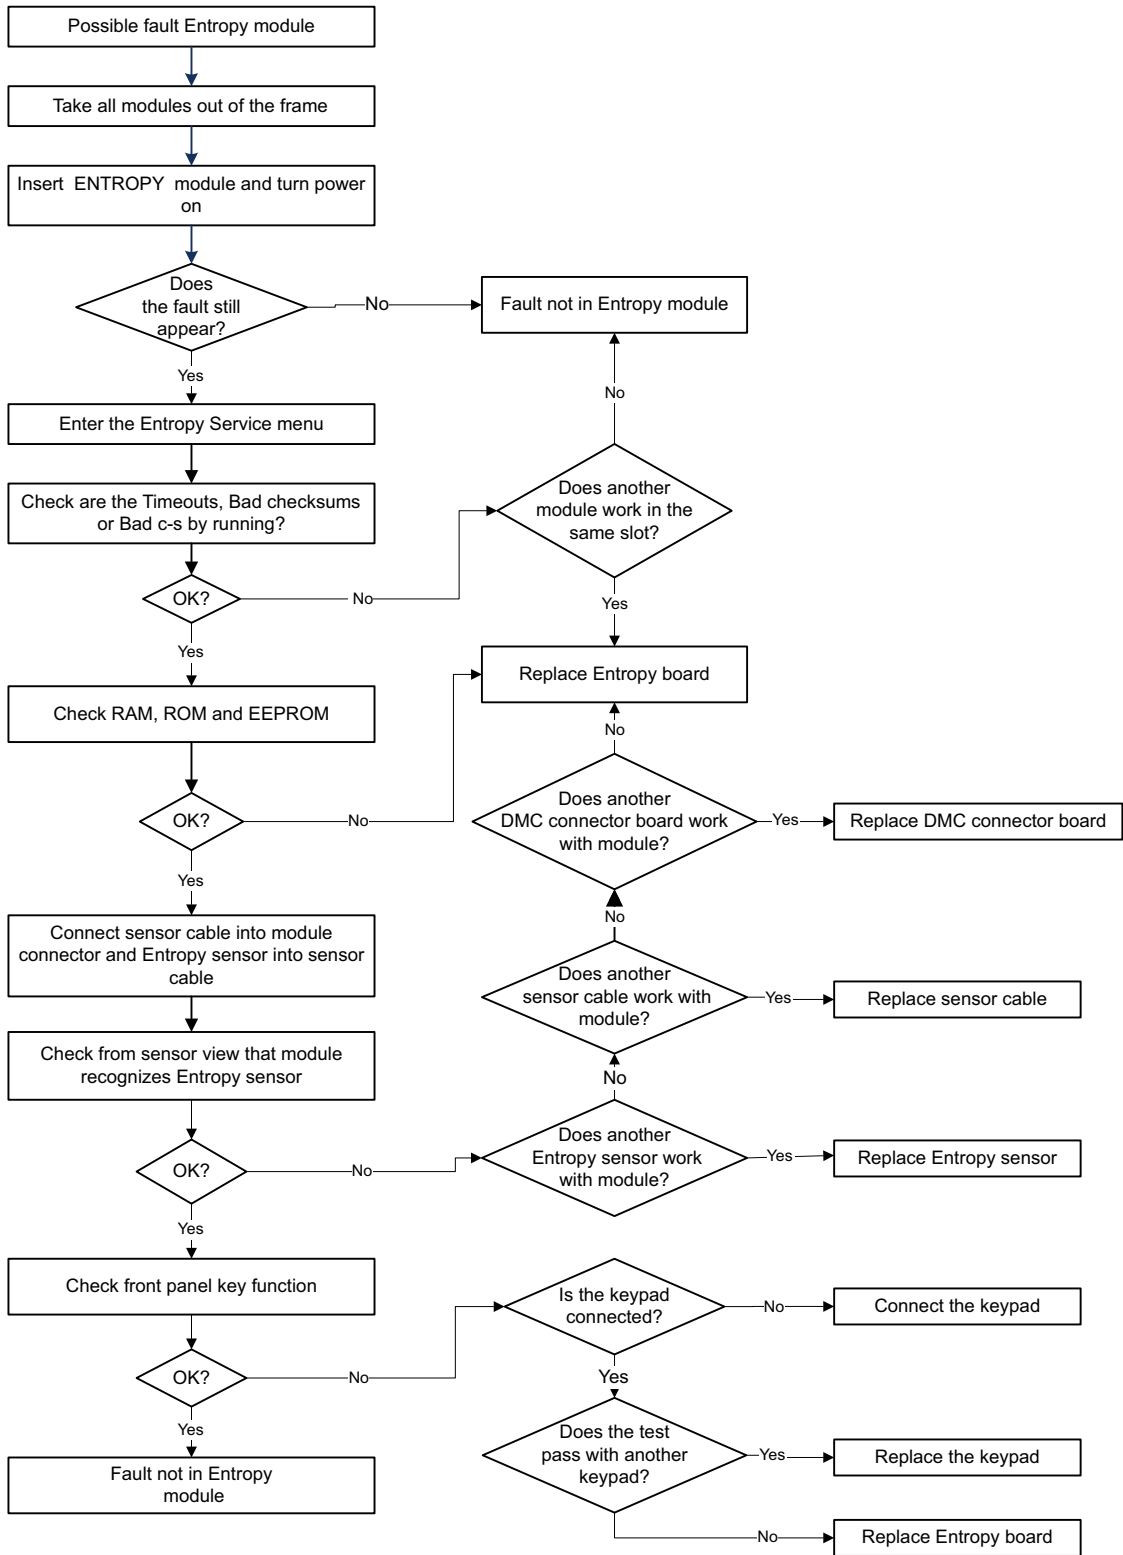 Possible fault Entropy module
Take all modules out of the frame
Insert ENTROPY module and turn power
on
Does
the fault still
appear?
No
Fault not in Entropy module
Yes
No
Enter the Entropy Service menu
Check are the Timeouts, Bad checksums
or Bad c-s by running?
Does another
module work in the
same slot?
OK?
No
Yes
Yes
Replace Entropy board
Check RAM, ROM and EEPROM
No
Does another
DMC connector board work
with module?
Yes
Replace DMC connector board
OK?
No
Yes
No
Connect sensor cable into module
connector and Entropy sensor into sensor
cable
Does another
sensor cable work with
module?
Yes
Replace sensor cable
Check from sensor view that module
recognizes Entropy sensor
No
Does another
Entropy sensor work
with module?
Yes
Replace Entropy sensor
OK?
No
Yes
Check front panel key function
Is the keypad
connected?
No
Connect the keypad
OK?
No
Yes
Yes
Does the test
pass with another
keypad?
Yes
Replace the keypad
Fault not in Entropy
module
No
Replace Entropy board